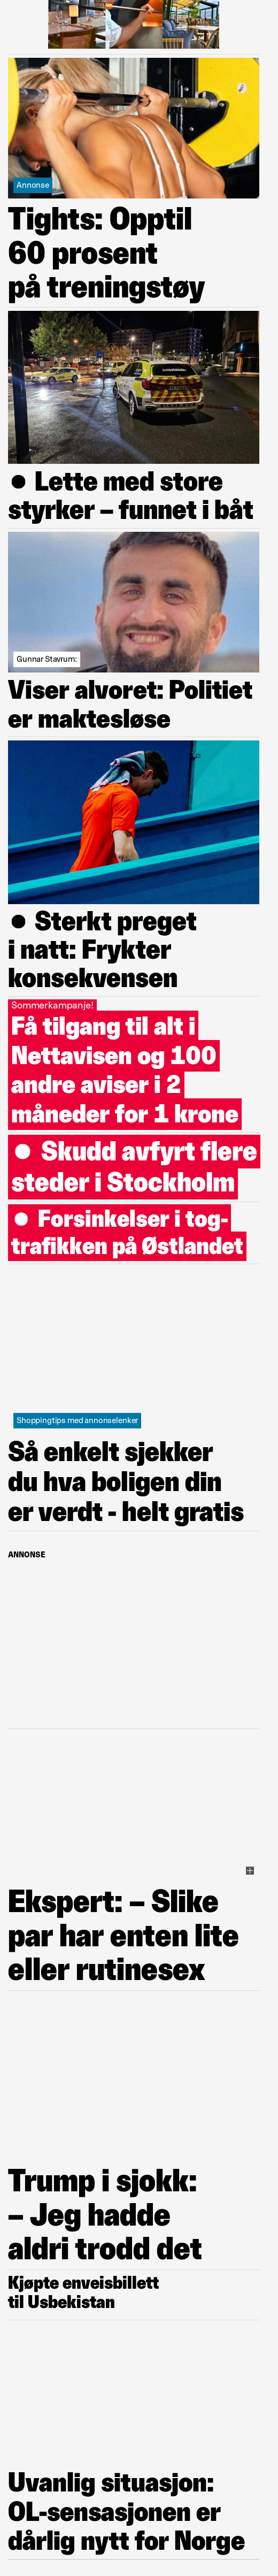 Annonse
Tights: Opptil
60 prosent
på treningstøy
● Lette med store
styrker – funnet i båt
Gunnar Stavrum:
Viser alvoret: Politiet
er maktesløse
● Sterkt preget
i natt: Frykter
konsekvensen
Sommerkampanje!
Få tilgang til alt i
Nettavisen og 100
andre aviser i 2
måneder for 1 krone
● Skudd avfyrt flere
steder i Stockholm
● Forsinkelser i tog-
trafikken på Østlandet
Shoppingtips med annonselenker
Så enkelt sjekker
du hva boligen din
er verdt - helt gratis
ANNONSE
Ekspert: – Slike
par har enten lite
eller rutinesex
Trump i sjokk:
– Jeg hadde
aldri trodd det
Kjøpte enveisbillett
til Usbekistan
Uvanlig situasjon:
OL-sensasjonen er
dårlig nytt for Norge